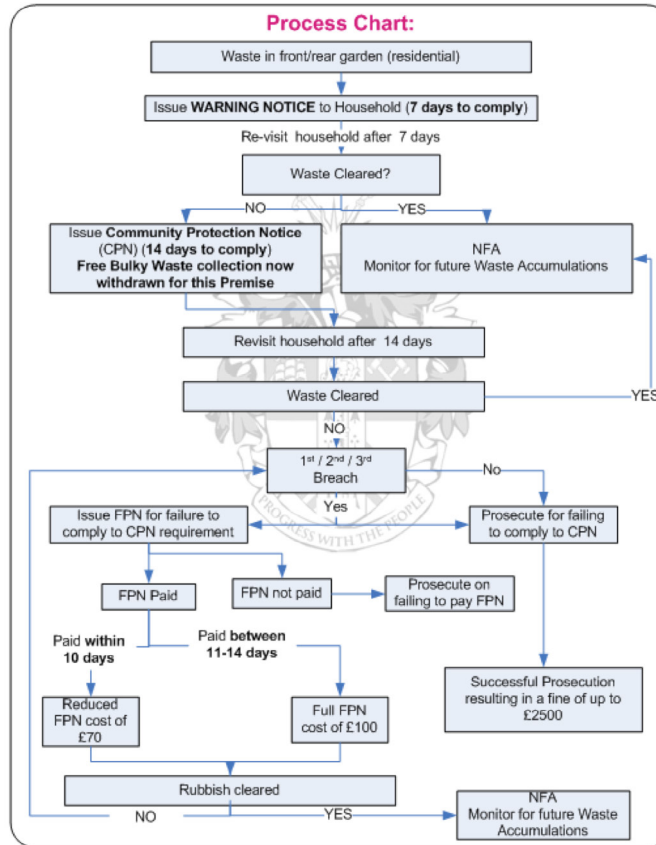 Process Chart:
Waste in front/rear garden (residential)
Issue WARNING NOTICE to Household (7 days to comply)
Re-visit household after 7 days
Waste Cleared?
NO
YES
Issue Community Protection Notice
(CPN) (14 days to comply)
Free Bulky Waste collection now
withdrawn for this Premise
NFA
Monitor for future Waste Accumulations
Revisit household after 14 days
Waste Cleared
YES
NO
1st / 2nd / 3rd
Breach
No
Yes
Issue FPN for failure to
comply to CPN requirement
Prosecute for failing
to comply to CPN
PROGRESS WITH THE PEOPLE
FPN Paid
FPN not paid
Prosecute on
failing to pay FPN
Paid within
10 days
Paid between
11-14 days
Reduced
FPN cost of
£70
Full FPN
cost of £100
Successful Prosecution
resulting in a fine of up to
£2500
Rubbish cleared
NO
YES
NFA
Monitor for future Waste
Accumulations